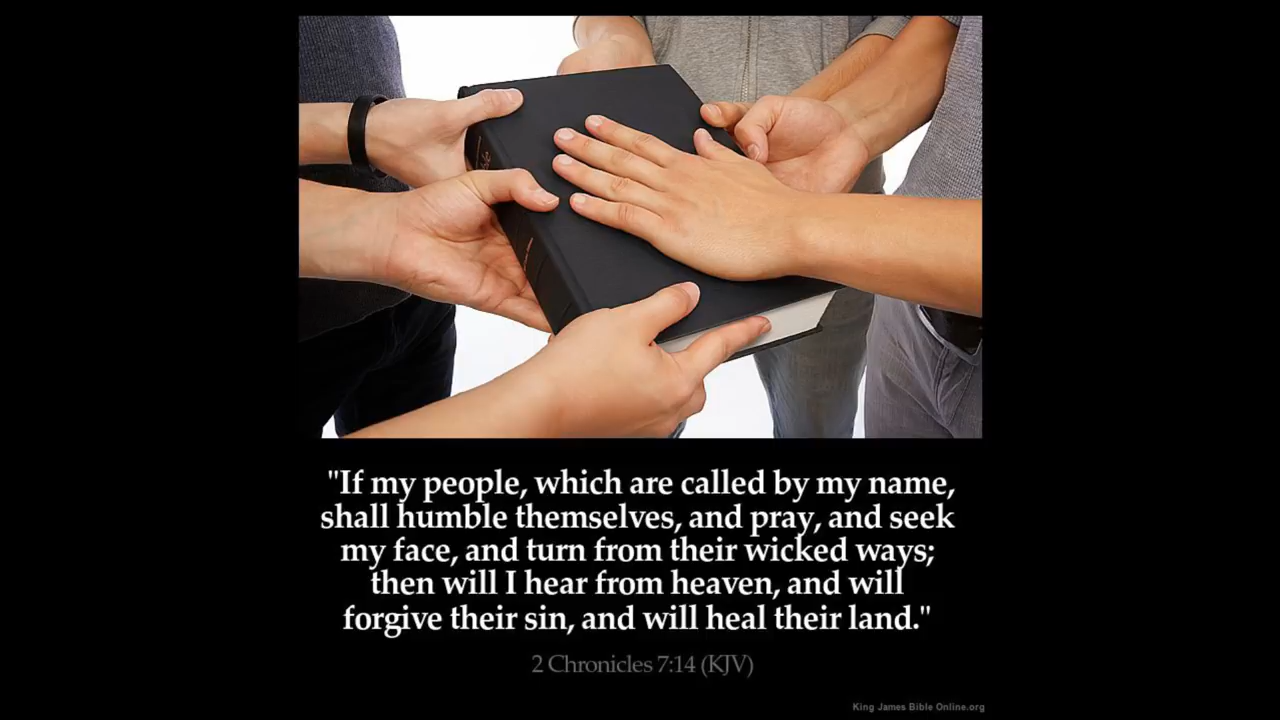 "If my people, which are called by my name,
shall humble themselves, and pray, and seek
my face, and turn from their wicked ways;
then will I hear from heaven, and will
forgive their sin, and will heal their land."
2 Chronicles 7:14 (KJV)
King James Bible Online.org